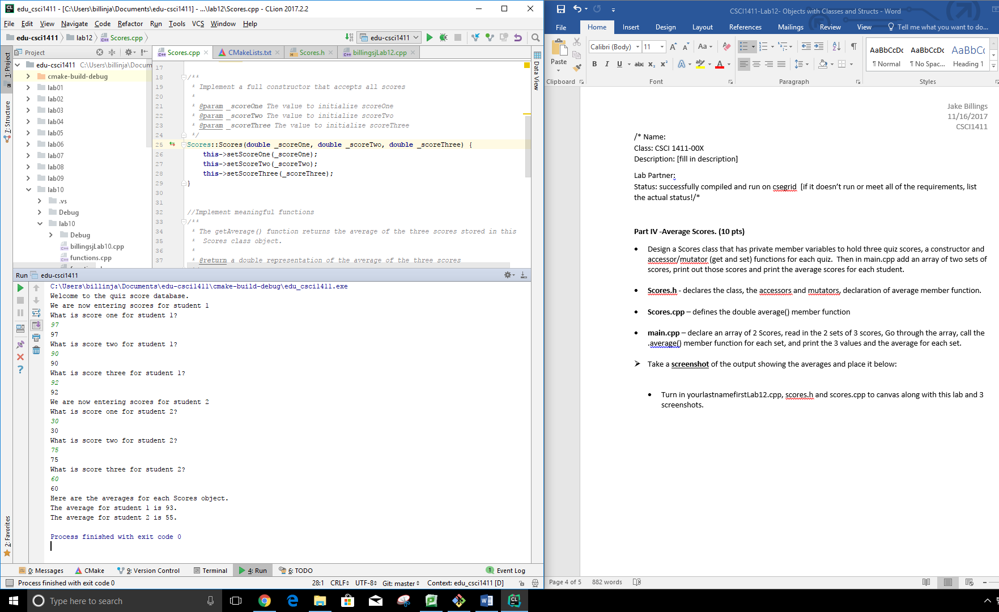 edu_csci1411 - [C:\Users\billinja\Documents\edu-csci1411] - ...\lab12\Scores.cpp - CLion 2017.2.2
File Edit View Navigate Code Refactor Run Tools VCS Window Help
edu-csci1411 lab12 Scores.cpp
edu-csci1411
1: Project
7: Structure
2: Favorites
Project
edu-csci1411 C:\Users\billinja\Docum
cmake-build-debug
lab01
lab02
lab03
lab04
lab05
lab06
lab07
lab08
lab09
lab10
.vs
Debug
lab10
Debug
billingsjLab10.cpp
functions.cpp
Scores.cpp CMakeLists.txt Scores.h billingsjLab12.cpp
Data View
17
18 /**
19 * Implement a full constructor that accepts all scores
20 *
21 * @param _scoreOne The value to initialize scoreOne
22 * @param _scoreTwo The value to initialize scoreTwo
23 * @param _scoreThree The value to initialize scoreThree
24 */
25 Scores::Scores(double _scoreOne, double _scoreTwo, double _scoreThree) {
26 this->setScoreOne(_scoreOne);
27 this->setScoreTwo(_scoreTwo);
28 this->setScoreThree(_scoreThree);
29 }
30
31
32 //Implement meaningful functions
33 /**
34 * The getAverage() function returns the average of the three scores stored in this
35 * Scores class object.
36 *
37 * @return a double representation of the average of the three scores
Run edu-csci1411
C:\Users\billinja\Documents\edu-csci1411\cmake-build-debug\edu_csci1411.exe
Welcome to the quiz score database.
We are now entering scores for student 1
What is score one for student 1?
97
97
What is score two for student 1?
90
90
What is score three for student 1?
92
92
We are now entering scores for student 2
What is score one for student 2?
30
30
What is score two for student 2?
75
75
What is score three for student 2?
60
60
Here are the averages for each Scores object.
The average for student 1 is 93.
The average for student 2 is 55.
Process finished with exit code 0
0: Messages CMake 9: Version Control Terminal 4: Run 6: TODO 1 Event Log
Process finished with exit code 0 28:1 CRLF UTF-8 Git: master Context: edu_csci1411 [D]
CSCI1411-Lab12- Objects with Classes and Structs - Word
File Home Insert Design Layout References Mailings Review View Tell me what you want to do...
Paste
Calibri (Body) 11 Aa
B I U abc x₂ x²
AaBbCcDc AaBbCcDc AaBbC
¶ Normal ¶ No Spac... Heading 1
Clipboard Font Paragraph Styles
Jake Billings
11/16/2017
CSCI1411
/* Name:
Class: CSCI 1411-00X
Description: [fill in description]
Lab Partner:
Status: successfully compiled and run on csegrid [if it doesn't run or meet all of the requirements, list
the actual status!/*
Part IV -Average Scores. (10 pts)
• Design a Scores class that has private member variables to hold three quiz scores, a constructor and
accessor/mutator (get and set) functions for each quiz. Then in main.cpp add an array of two sets of
scores, print out those scores and print the average scores for each student.
• Scores.h - declares the class, the accessors and mutators, declaration of average member function.
• Scores.cpp – defines the double average() member function
• main.cpp – declare an array of 2 Scores, read in the 2 sets of 3 scores, Go through the array, call the
.average() member function for each set, and print the 3 values and the average for each set.
➢ Take a screenshot of the output showing the averages and place it below:
• Turn in yourlastnamefirstLab12.cpp, scores.h and scores.cpp to canvas along with this lab and 3
screenshots.
Page 4 of 5 882 words
Type here to search